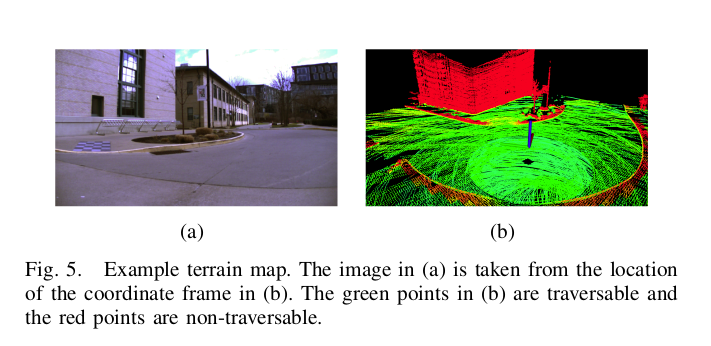 (a)
(b)
Fig. 5. Example terrain map. The image in (a) is taken from the location
of the coordinate frame in (b). The green points in (b) are traversable and
the red points are non-traversable.